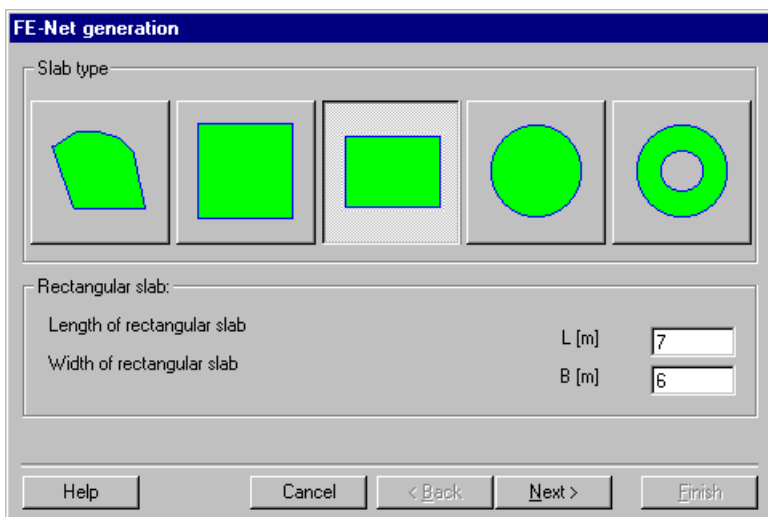 FE-Net generation
Slab type
Rectangular slab:
Length of rectangular slab
L [m]
7
Width of rectangular slab
B [m]
6
Help
Cancel
< Back
Next >
Finish